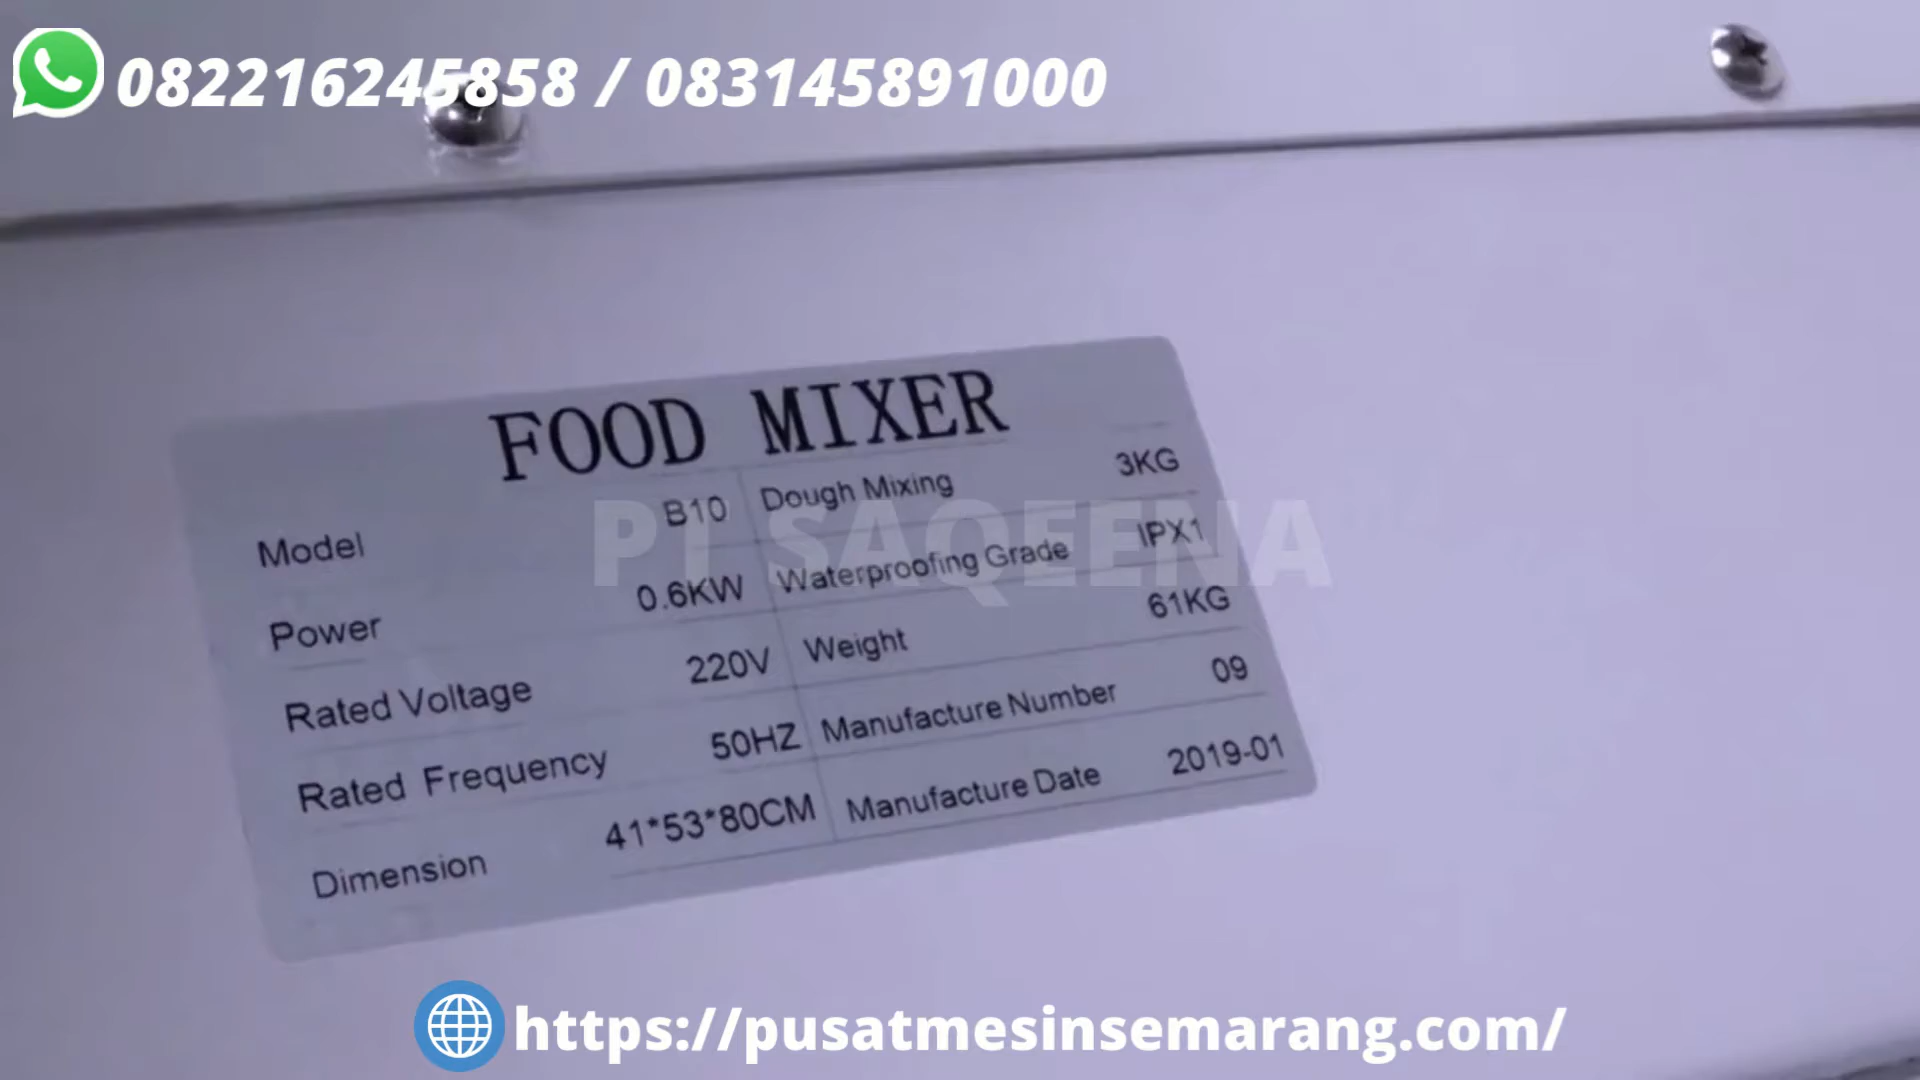 082216245858 / 083145891000
FOOD MIXER
Model B10 Dough Mixing 3KG
Power 0.6KW Waterproofing Grade IPX1
Rated Voltage 220V Weight 61KG
Rated Frequency 50HZ Manufacture Number 09
Dimension 41*53*80CM Manufacture Date 2019-01
PT SAQEENA
https://pusatmesinsemarang.com/